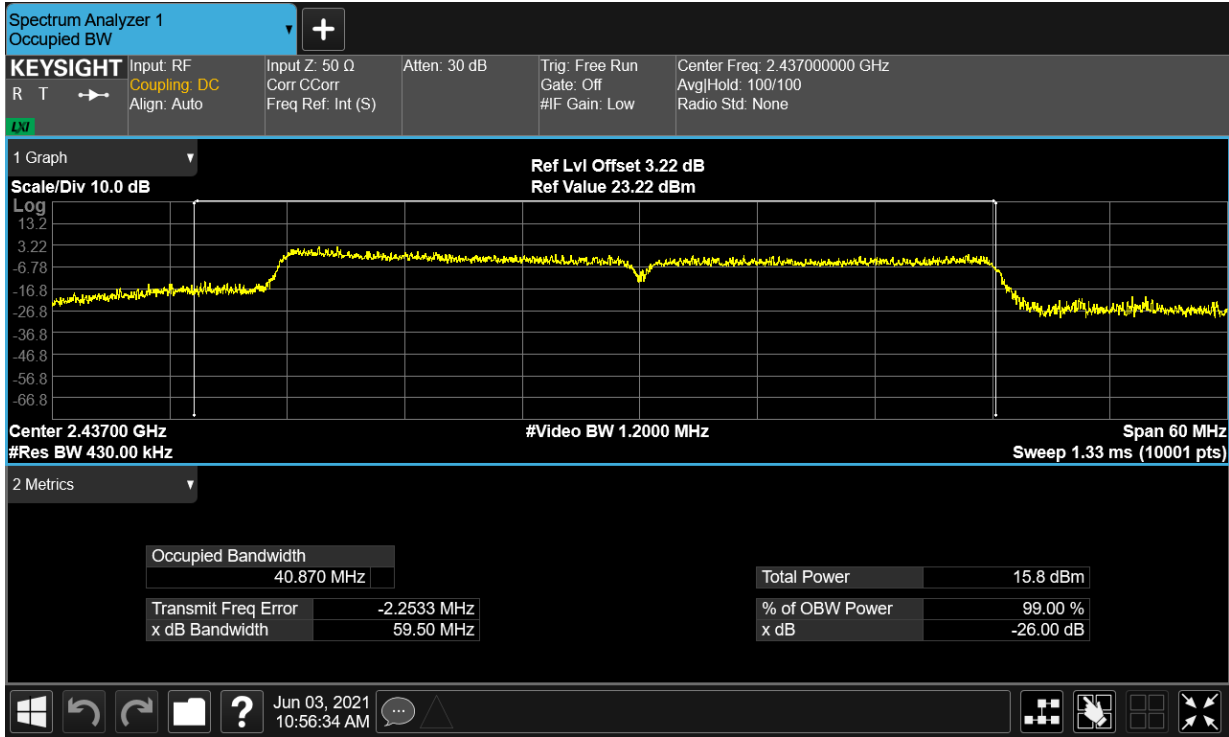 Spectrum Analyzer 1
Occupied BW
KEYSIGHT
R T
LXI
Input: RF
Coupling: DC
Align: Auto
Input Z: 50 Ω
Corr CCorr
Freq Ref: Int (S)
Atten: 30 dB
Trig: Free Run
Gate: Off
#IF Gain: Low
Center Freq: 2.437000000 GHz
Avg|Hold: 100/100
Radio Std: None
1 Graph
Scale/Div 10.0 dB
Ref Lvl Offset 3.22 dB
Ref Value 23.22 dBm
Log
13.2
3.22
-6.78
-16.8
-26.8
-36.8
-46.8
-56.8
-66.8
Center 2.43700 GHz
#Res BW 430.00 kHz
#Video BW 1.2000 MHz
Span 60 MHz
Sweep 1.33 ms (10001 pts)
2 Metrics
Occupied Bandwidth
40.870 MHz
Transmit Freq Error -2.2533 MHz
x dB Bandwidth 59.50 MHz
Total Power 15.8 dBm
% of OBW Power 99.00 %
x dB -26.00 dB
?
Jun 03, 2021
10:56:34 AM